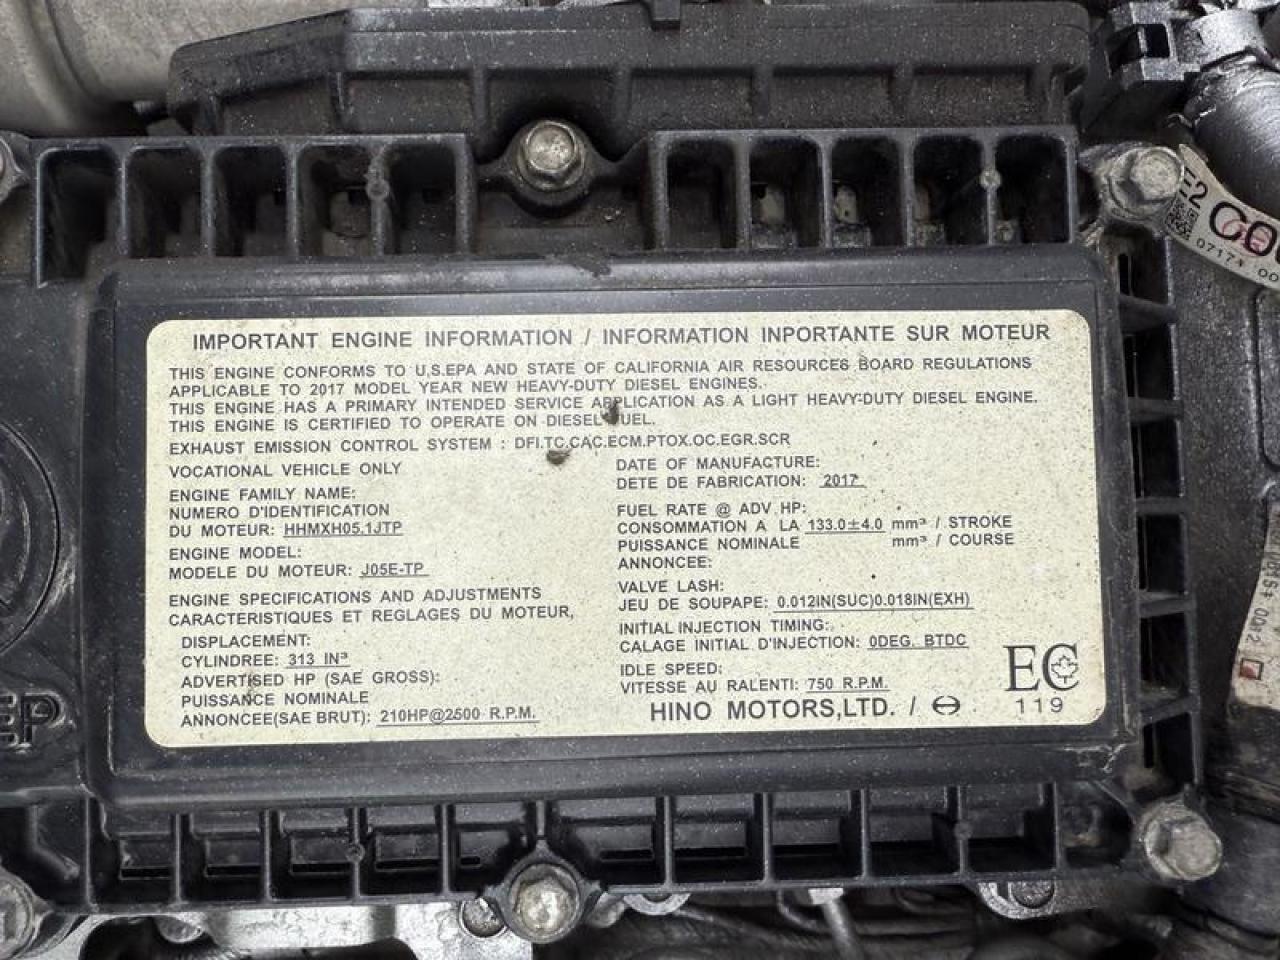 IMPORTANT ENGINE INFORMATION / INFORMATION INPORTANTE SUR MOTEUR
THIS ENGINE CONFORMS TO U,S.EPA AND STATE OF CALIFORNIA AIR RESOURCES BOARD REGULATIONS
APPLICABLE TO 2017 MODEL YEAR NEW HEAVY-DUTY DIESEL ENGINES.
THIS ENGINE HAS A PRIMARY INTENDED SERVICE APPLICATION AS A LIGHT HEAVY-DUTY DIESEL ENGINE.
THIS ENGINE IS CERTIFIED TO OPERATE ON DIESEL FUEL.
EXHAUST EMISSION CONTROL SYSTEM : DFI.TC.CAC.ECM.PTOX.OC.EGR.SCR
VOCATIONAL VEHICLE ONLY
ENGINE FAMILY NAME:
NUMERO D'IDENTIFICATION
DU MOTEUR: HHMXH05.1JTP
ENGINE MODEL:
MODELE DU MOTEUR: J05E-TP
ENGINE SPECIFICATIONS AND ADJUSTMENTS
CARACTERISTIQUES ET REGLAGES DU MOTEUR,
DISPLACEMENT:
CYLINDREE: 313 IN³
ADVERTISED HP (SAE GROSS):
PUISSANCE NOMINALE
ANNONCEE(SAE BRUT): 210HP@2500 R.P.M.
DATE OF MANUFACTURE:
DETE DE FABRICATION: 2017
FUEL RATE @ ADV HP:
CONSOMMATION A LA 133.0±4.0 mm³ / STROKE
PUISSANCE NOMINALE mm³ / COURSE
ANNONCEE:
VALVE LASH:
JEU DE SOUPAPE: 0.012IN(SUC)0.018IN(EXH)
INITIAL INJECTION TIMING:
CALAGE INITIAL D'INJECTION: 0DEG. BTDC
IDLE SPEED:
VITESSE AU RALENTI: 750 R.P.M.
HINO MOTORS,LTD. /
EC
119
EP
E2
07171